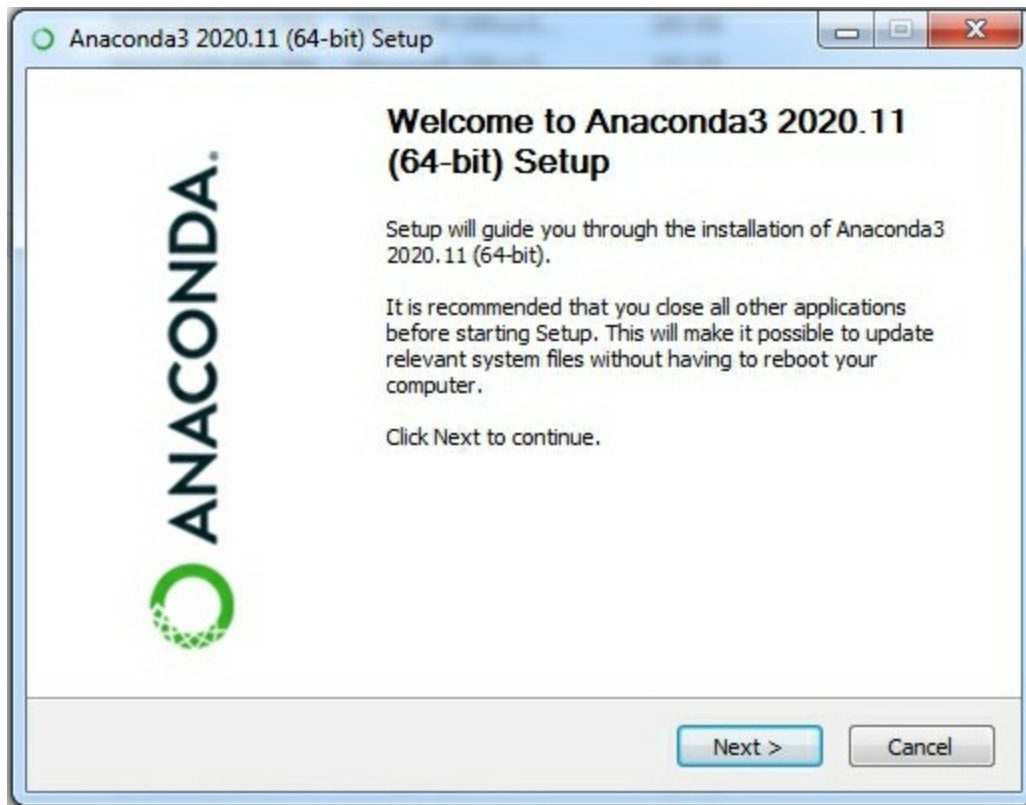 Anaconda3 2020.11 (64-bit) Setup
Welcome to Anaconda3 2020.11
(64-bit) Setup
ANACONDA.
Setup will guide you through the installation of Anaconda3
2020.11 (64-bit).
It is recommended that you close all other applications
before starting Setup. This will make it possible to update
relevant system files without having to reboot your
computer.
Click Next to continue.
Next >
Cancel